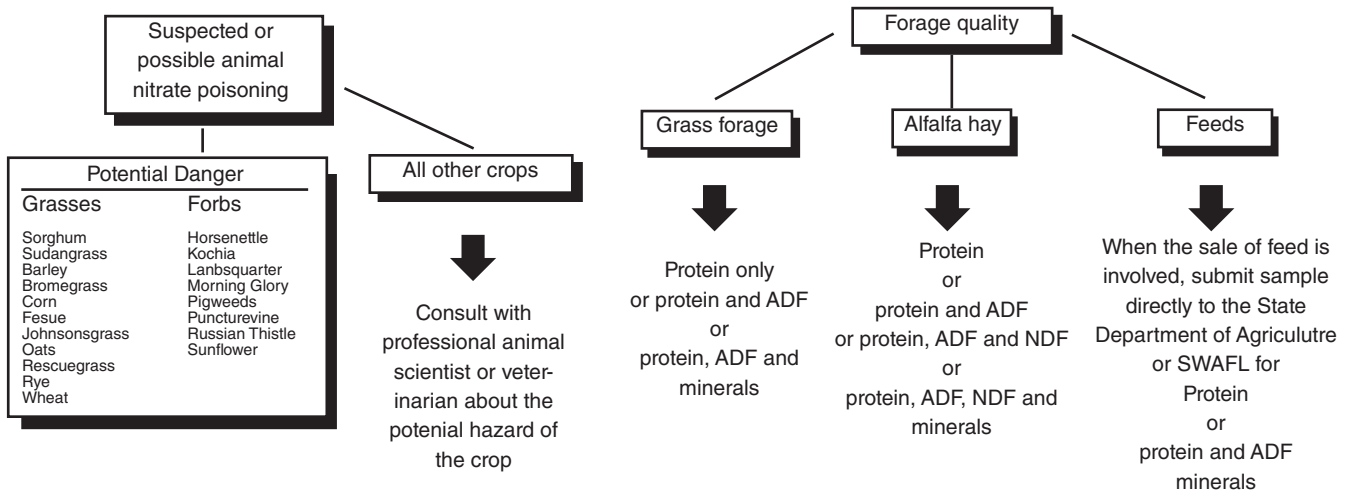 Suspected or
possible animal
nitrate poisoning
Potential Danger
Grasses
Sorghum
Sudangrass
Barley
Bromegrass
Corn
Fesue
Johnsonsgrass
Oats
Rescuegrass
Rye
Wheat
Forbs
Horsenettle
Kochia
Lanbsquarter
Morning Glory
Pigweeds
Puncturevine
Russian Thistle
Sunflower
All other crops
Consult with
professional animal
scientist or veter-
inarian about the
potenial hazard of
the crop
Forage quality
Grass forage
Protein only
or protein and ADF
or
protein, ADF and
minerals
Alfalfa hay
Protein
or
protein and ADF
or protein, ADF and NDF
or
protein, ADF, NDF and
minerals
Feeds
When the sale of feed is
involved, submit sample
directly to the State
Department of Agriculutre
or SWAFL for
Protein
or
protein and ADF
minerals